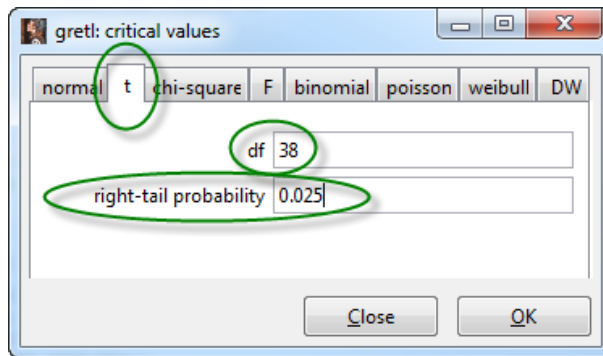 gretl: critical values
normal t chi-square F binomial poisson weibull DW
df 38
right-tail probability 0.025
Close OK